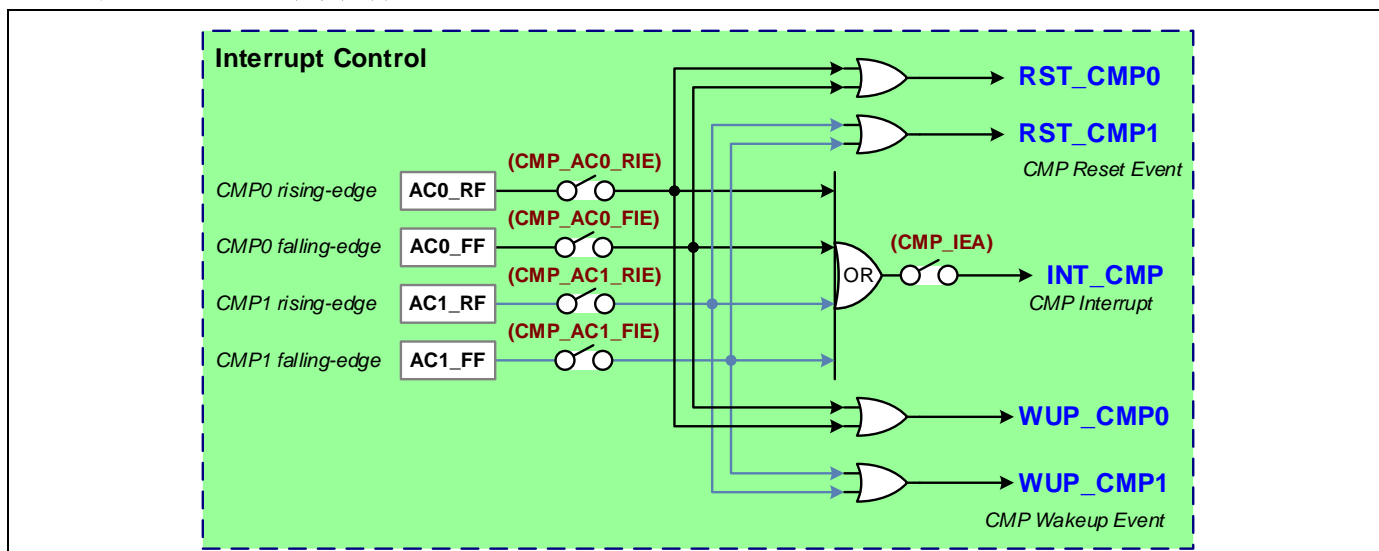 Interrupt Control
RST_CMP0
RST_CMP1
CMP Reset Event
(CMP_AC0_RIE)
CMP0 rising-edge AC0_RF
(CMP_AC0_FIE)
CMP0 falling-edge AC0_FF
(CMP_IEA)
OR
INT_CMP
CMP Interrupt
(CMP_AC1_RIE)
CMP1 rising-edge AC1_RF
(CMP_AC1_FIE)
CMP1 falling-edge AC1_FF
WUP_CMP0
WUP_CMP1
CMP Wakeup Event